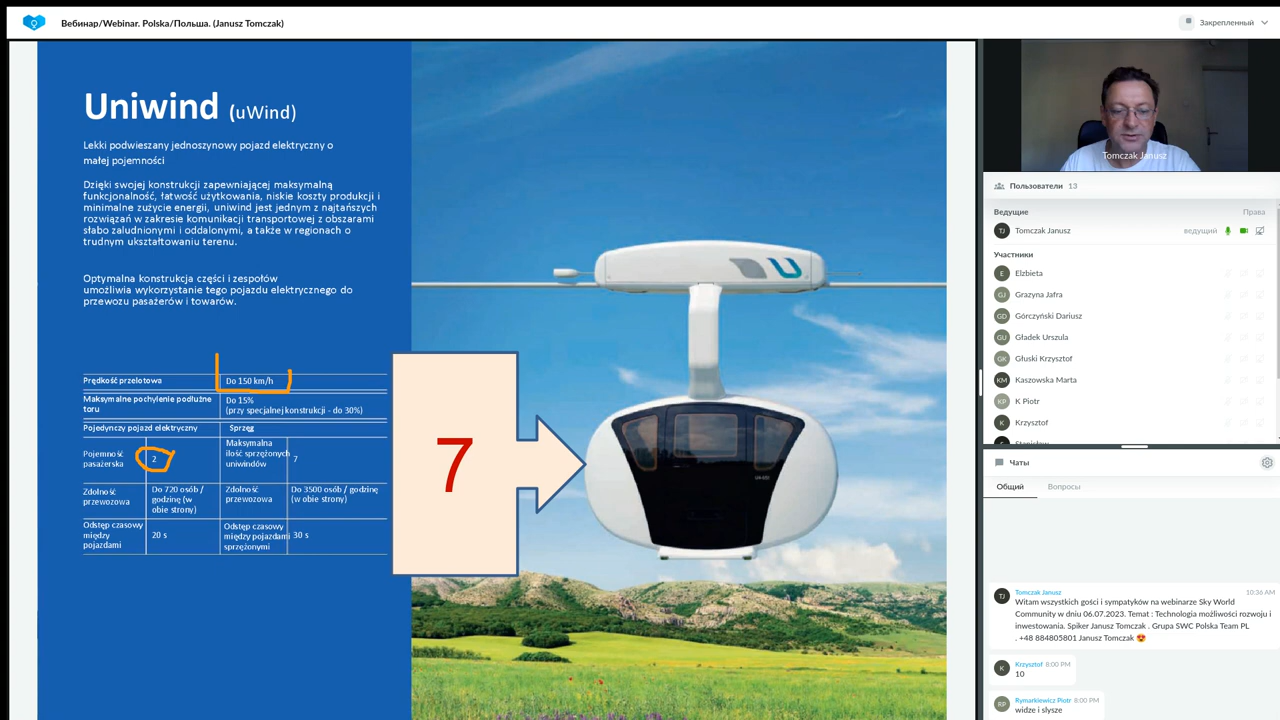 Вебинар/Webinar. Polska/Польша. (Janusz Tomczak)
Закрепленный
Uniwind (uWind)
Lekki podwieszany jednoszynowy pojazd elektryczny o
małej pojemności
Dzięki swojej konstrukcji zapewniającej maksymalną
funkcjonalność, łatwość użytkowania, niskie koszty produkcji i
minimalne zużycie energii, uniwind jest jednym z najtańszych
rozwiązań w zakresie komunikacji transportowej z obszarami
słabo zaludnionymi i oddalonymi, a także w regionach o
trudnym ukształtowaniu terenu.
Optymalna konstrukcja części i zespołów
umożliwia wykorzystanie tego pojazdu elektrycznego do
przewozu pasażerów i towarów.
Prędkość przelotowa Do 150 km/h
Maksymalne pochylenie podłużne
toru
Do 15%
(przy specjalnej konstrukcji - do 30%)
Pojedynczy pojazd elektryczny Sprzęg
Pojemność
pasażerska
2
Maksymalna
ilość sprzężonych
uniwindów
7
Zdolność
przewozowa
Do 720 osób /
godzinę (w
obie strony)
Zdolność
przewozowa
Do 3500 osób / godzinę
(w obie strony)
Odstęp czasowy
między
pojazdami
20 s
Odstęp czasowy
między pojazdami
sprzężonymi
30 s
7
Tomczak Janusz
Пользователи 13
Ведущие Права
TJ Tomczak Janusz ведущий
Участники
E Elzbieta
GJ Grazyna Jafra
GD Górczyński Dariusz
GU Gładek Urszula
GK Głuski Krzysztof
KM Kaszowska Marta
KP K Piotr
K Krzysztof
Чаты
Общий Вопросы
TJ Tomczak Janusz 10:36 AM
Witam wszystkich gości i sympatyków na webinarze Sky World
Community w dniu 06.07.2023. Temat : Technologia możliwości rozwoju i
inwestowania. Spiker Janusz Tomczak . Grupa SWC Polska Team PL
. +48 884805801 Janusz Tomczak 😍
K Krzysztof 8:00 PM
10
RP Rymarkiewicz Piotr 8:00 PM
widze i slysze